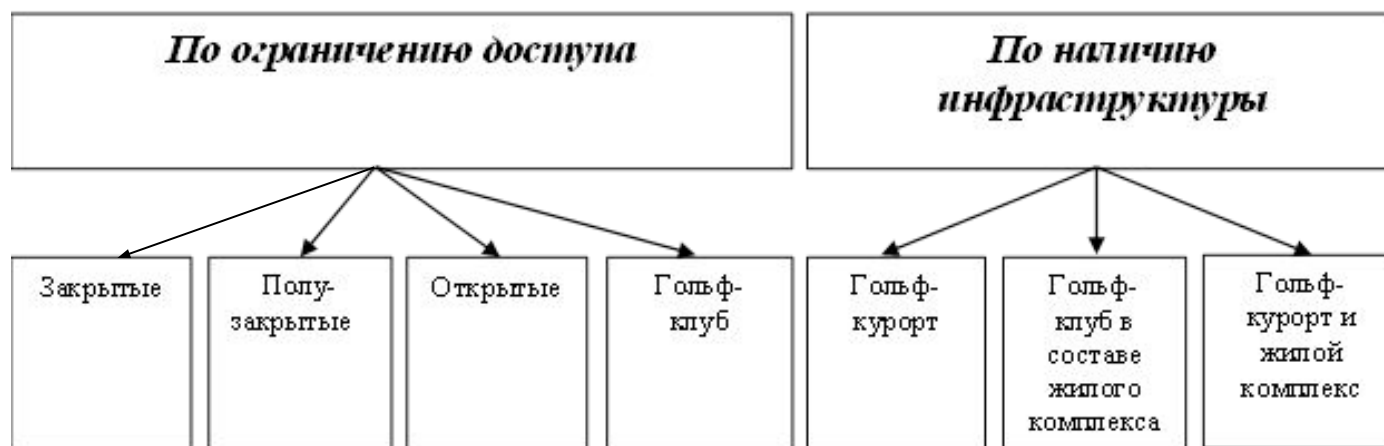 По ограничению доступа
По наличию
инфраструктуры
Закрытые
Полу-
закрытые
Открытые
Гольф-
клуб
Гольф-
курорт
Гольф-
клуб в
составе
жилого
комплекса
Гольф-
курорт и
жилой
комплекс